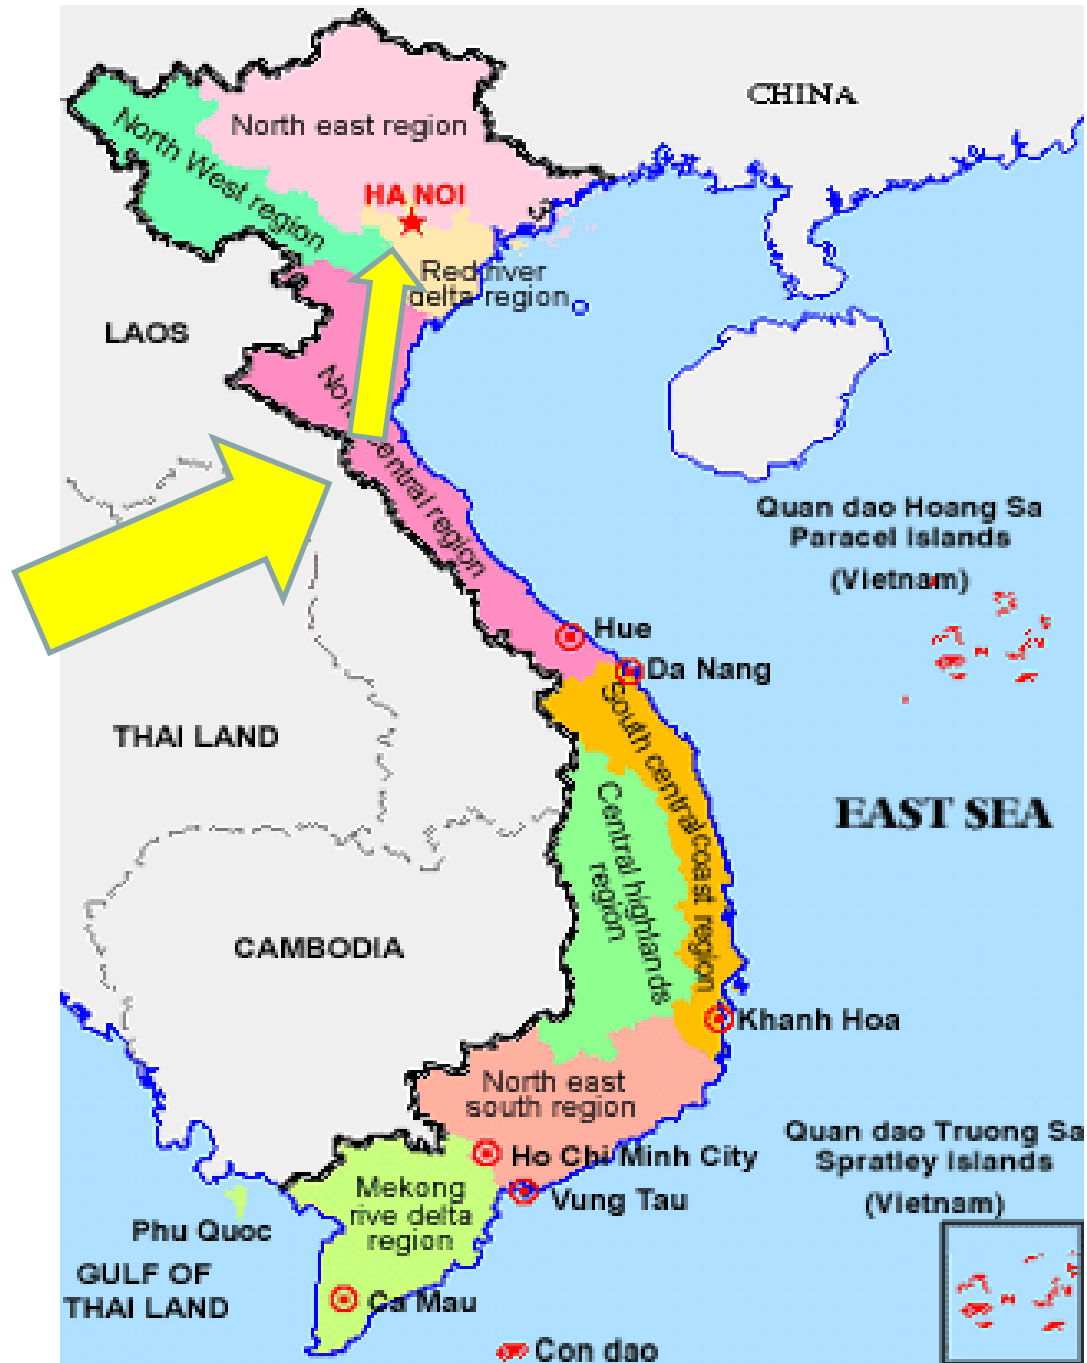 CHINA
North east region
North West region
HA NOI
Red river
delta region
LAOS
North central region
Quan dao Hoang Sa
Paracel islands
(Vietnam)
Hue
Da Nang
South central coast region
THAI LAND
EAST SEA
Central highlands
region
CAMBODIA
Khanh Hoa
North east
south region
Quan dao Truong Sa
Spratley islands
(Vietnam)
Ho Chi Minh City
Vung Tau
Mekong
rive delta
region
Phu Quoc
GULF OF
THAI LAND
Ca Mau
Con dao